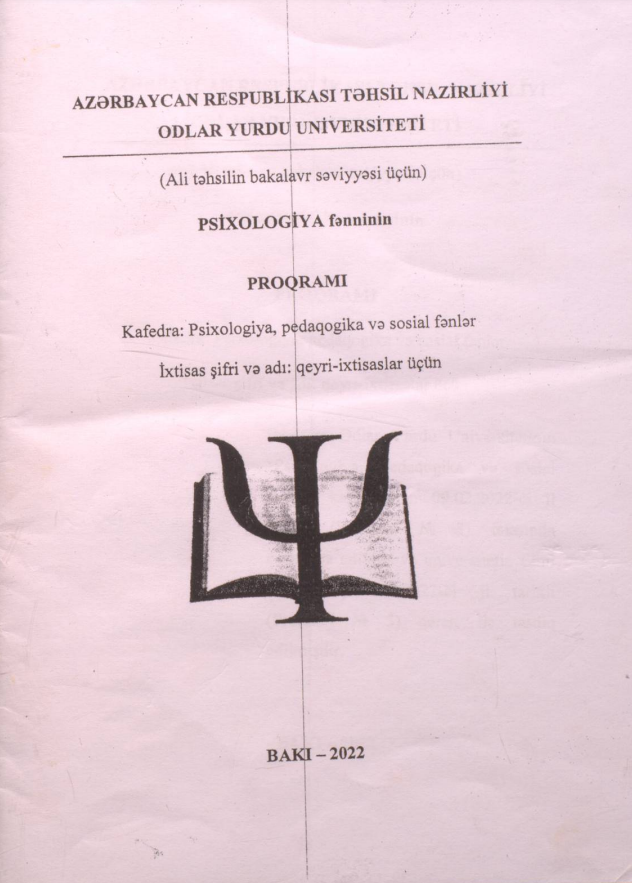 AZƏRBAYCAN RESPUBLİKASI TƏHSİL NAZİRLİYİ
ODLAR YURDU UNİVERSİTETİ
(Ali təhsilin bakalavr səviyyəsi üçün)
PSİXOLOGİYA fənninin
PROQRAMI
Kafedra: Psixologiya, pedaqogika və sosial fənlər
İxtisas şifri və adı: qeyri-ixtisaslar üçün
Ψ
BAKI – 2022